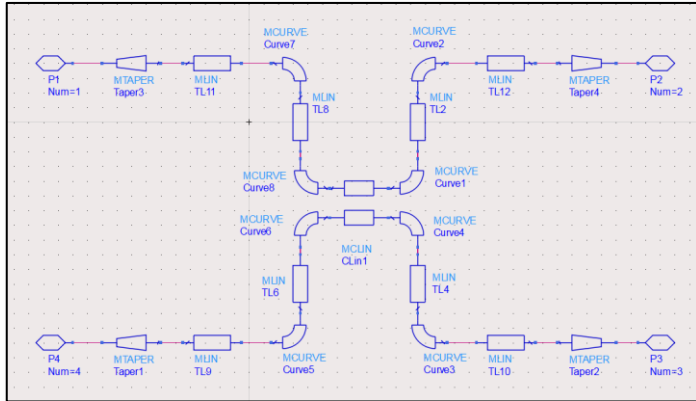 MCURVE
Curve7
MCURVE
Curve2
P1
Num=1
MTAPER
Taper3
MLIN
TL11
MLIN
TL12
MTAPER
Taper4
P2
Num=2
MLIN
TL8
MLIN
TL2
MCURVE
Curve8
MCURVE
Curve1
MCURVE
Curve6
MCLIN
CLin1
MCURVE
Curve4
MLIN
TL6
MLIN
TL4
P4
Num=4
MTAPER
Taper1
MLIN
TL9
MCURVE
Curve5
MCURVE
Curve3
MLIN
TL10
MTAPER
Taper2
P3
Num=3